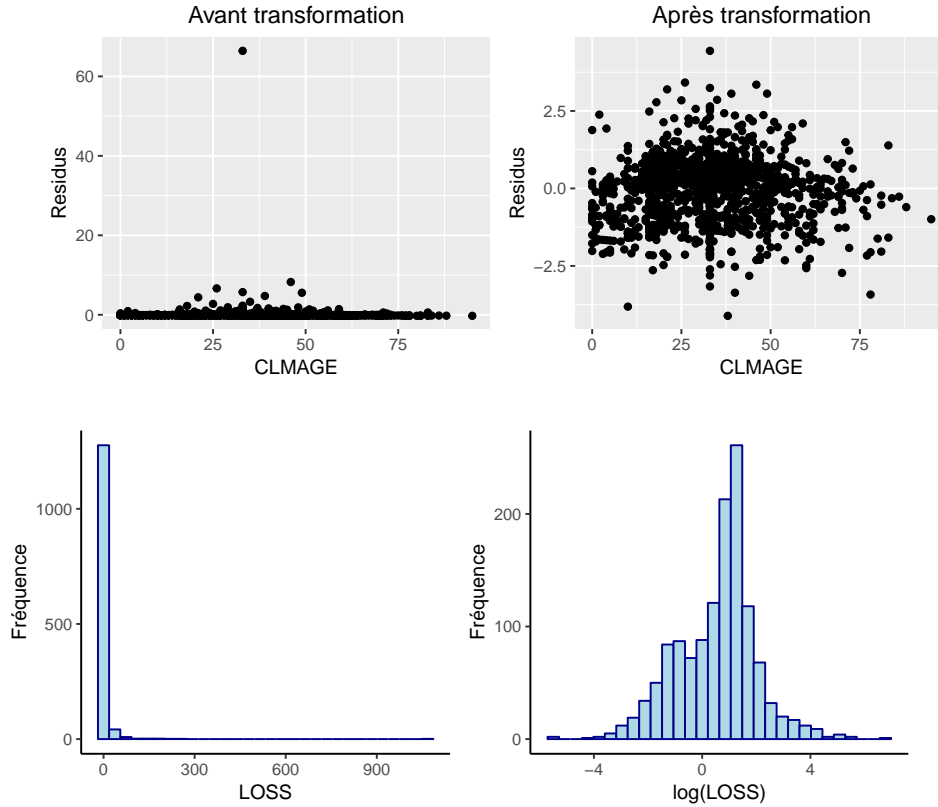 Avant transformation
Après transformation
Residus
60
40
20
0
0
25
50
75
CLMAGE
Residus
2.5
0.0
−2.5
0
25
50
75
CLMAGE
Fréquence
1000
500
0
0
300
600
900
LOSS
Fréquence
200
100
0
−4
0
4
log(LOSS)